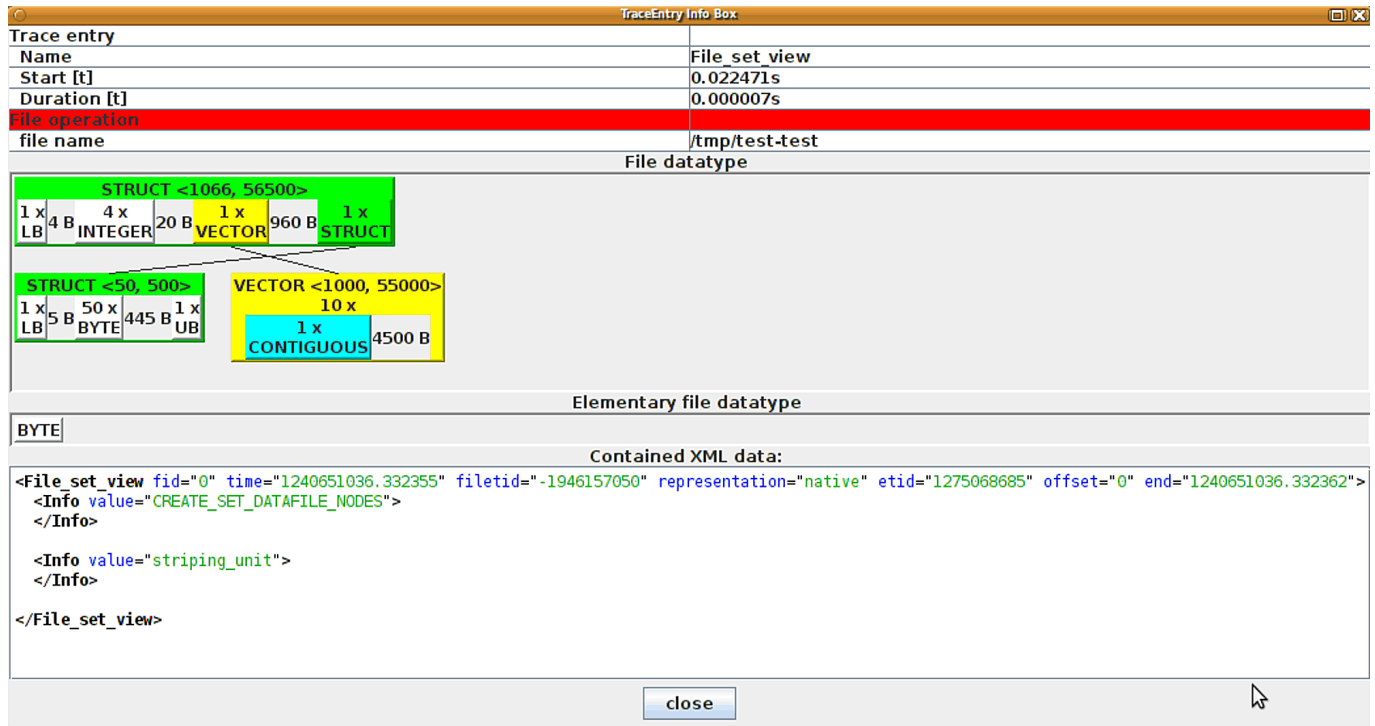 TraceEntry Info Box
Trace entry
Name File_set_view
Start [t] 0.022471s
Duration [t] 0.000007s
File operation
file name /tmp/test-test
File datatype
STRUCT <1066, 56500>
1 x LB 4 B 4 x INTEGER 20 B 1 x VECTOR 960 B 1 x STRUCT
STRUCT <50, 500>
1 x LB 5 B 50 x BYTE 445 B 1 x UB
VECTOR <1000, 55000>
10 x
1 x CONTIGUOUS 4500 B
Elementary file datatype
BYTE
Contained XML data:
<File_set_view fid="0" time="1240651036.332355" filetid="-1946157050" representation="native" etid="1275068685" offset="0" end="1240651036.332362">
<Info value="CREATE_SET_DATAFILE_NODES">
</Info>
<Info value="striping_unit">
</Info>
</File_set_view>
close